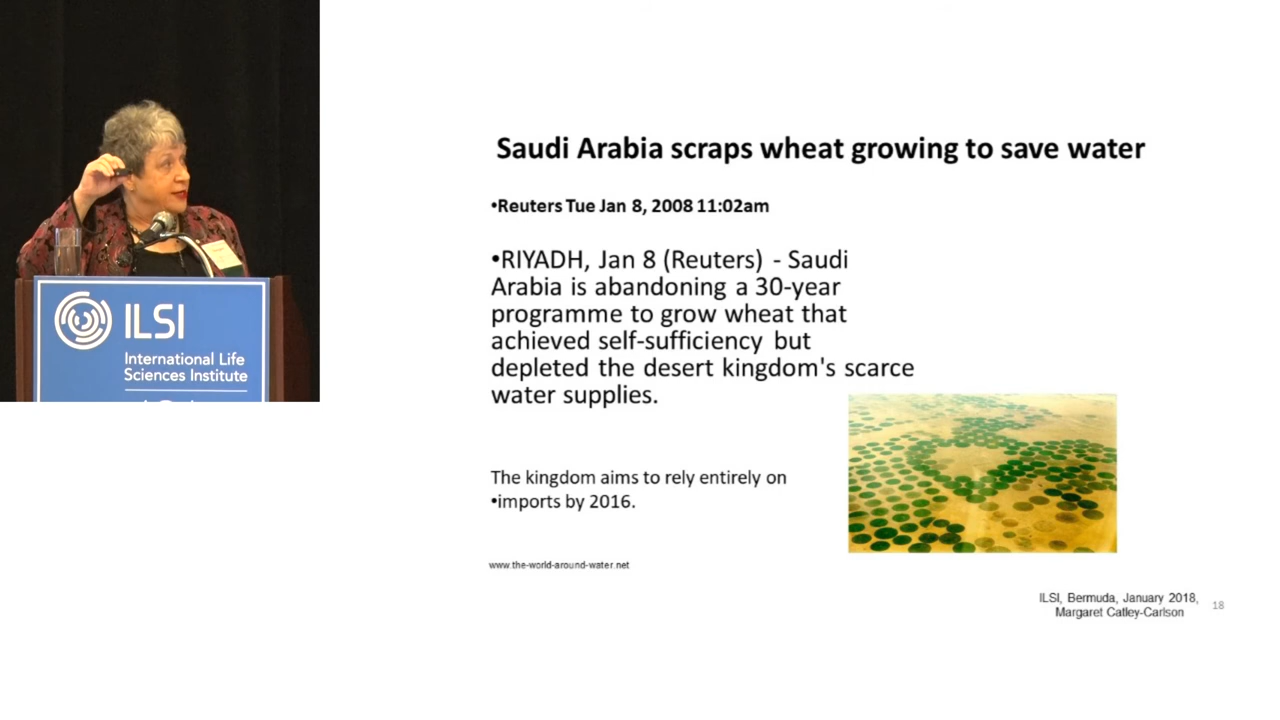 ILSI
International Life
Sciences Institute
Saudi Arabia scraps wheat growing to save water
•Reuters Tue Jan 8, 2008 11:02am
•RIYADH, Jan 8 (Reuters) - Saudi
Arabia is abandoning a 30-year
programme to grow wheat that
achieved self-sufficiency but
depleted the desert kingdom's scarce
water supplies.
The kingdom aims to rely entirely on
•imports by 2016.
www.the-world-around-water.net
ILSI, Bermuda, January 2018,
Margaret Catley-Carlson
18